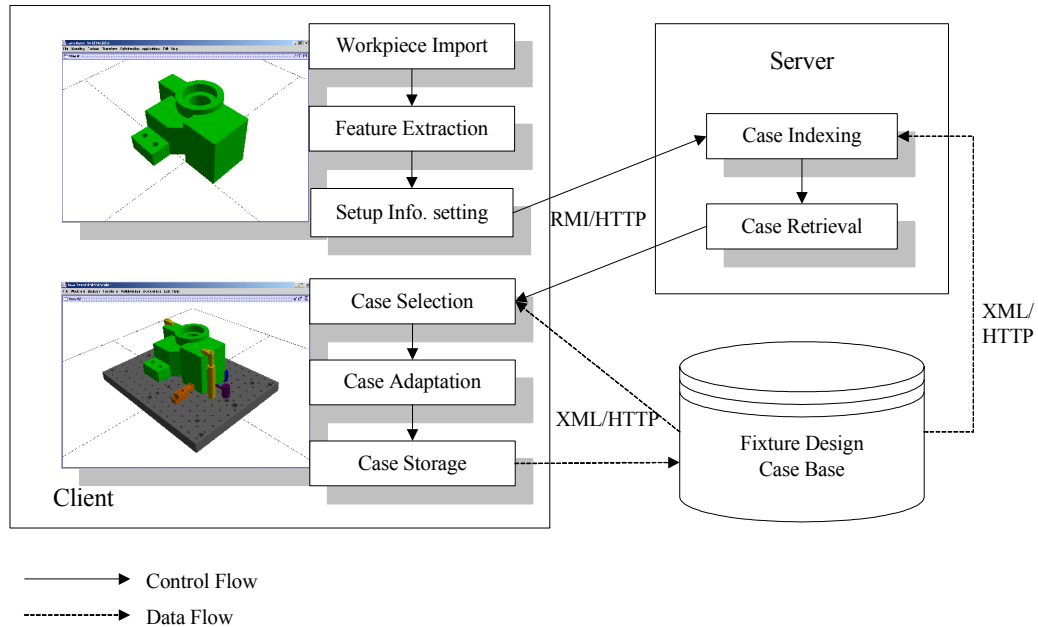 Workpiece Import
Feature Extraction
Setup Info. setting
Server
Case Indexing
Case Retrieval
RMI/HTTP
Case Selection
Case Adaptation
Case Storage
Client
XML/HTTP
XML/
HTTP
Fixture Design
Case Base
Control Flow
Data Flow